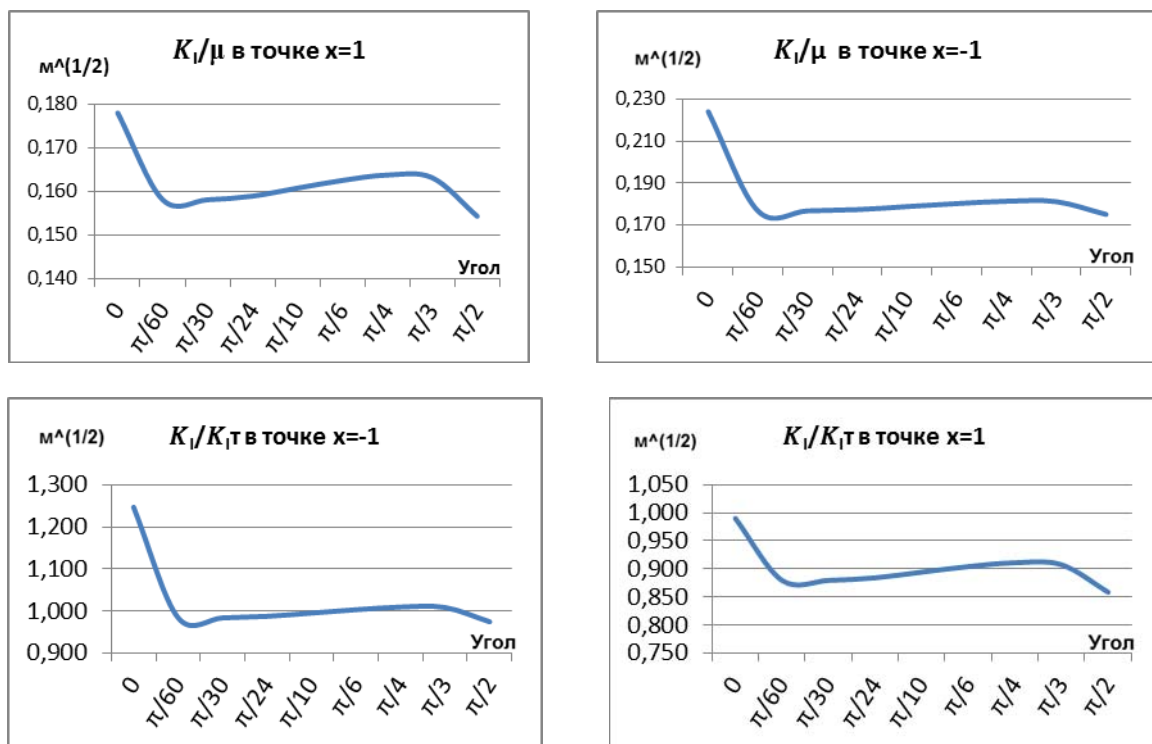 K_I/μ в точке x=1
м^(1/2)
0,180
0,170
0,160
0,150
0,140
Угол
0
π/60
π/30
π/24
π/10
π/6
π/4
π/3
π/2
K_I/μ в точке x=-1
м^(1/2)
0,230
0,210
0,190
0,170
0,150
Угол
0
π/60
π/30
π/24
π/10
π/6
π/4
π/3
π/2
K_I/K_Iт в точке x=-1
м^(1/2)
1,300
1,200
1,100
1,000
0,900
Угол
0
π/60
π/30
π/24
π/10
π/6
π/4
π/3
π/2
K_I/K_Iт в точке x=1
м^(1/2)
1,050
1,000
0,950
0,900
0,850
0,800
0,750
Угол
0
π/60
π/30
π/24
π/10
π/6
π/4
π/3
π/2